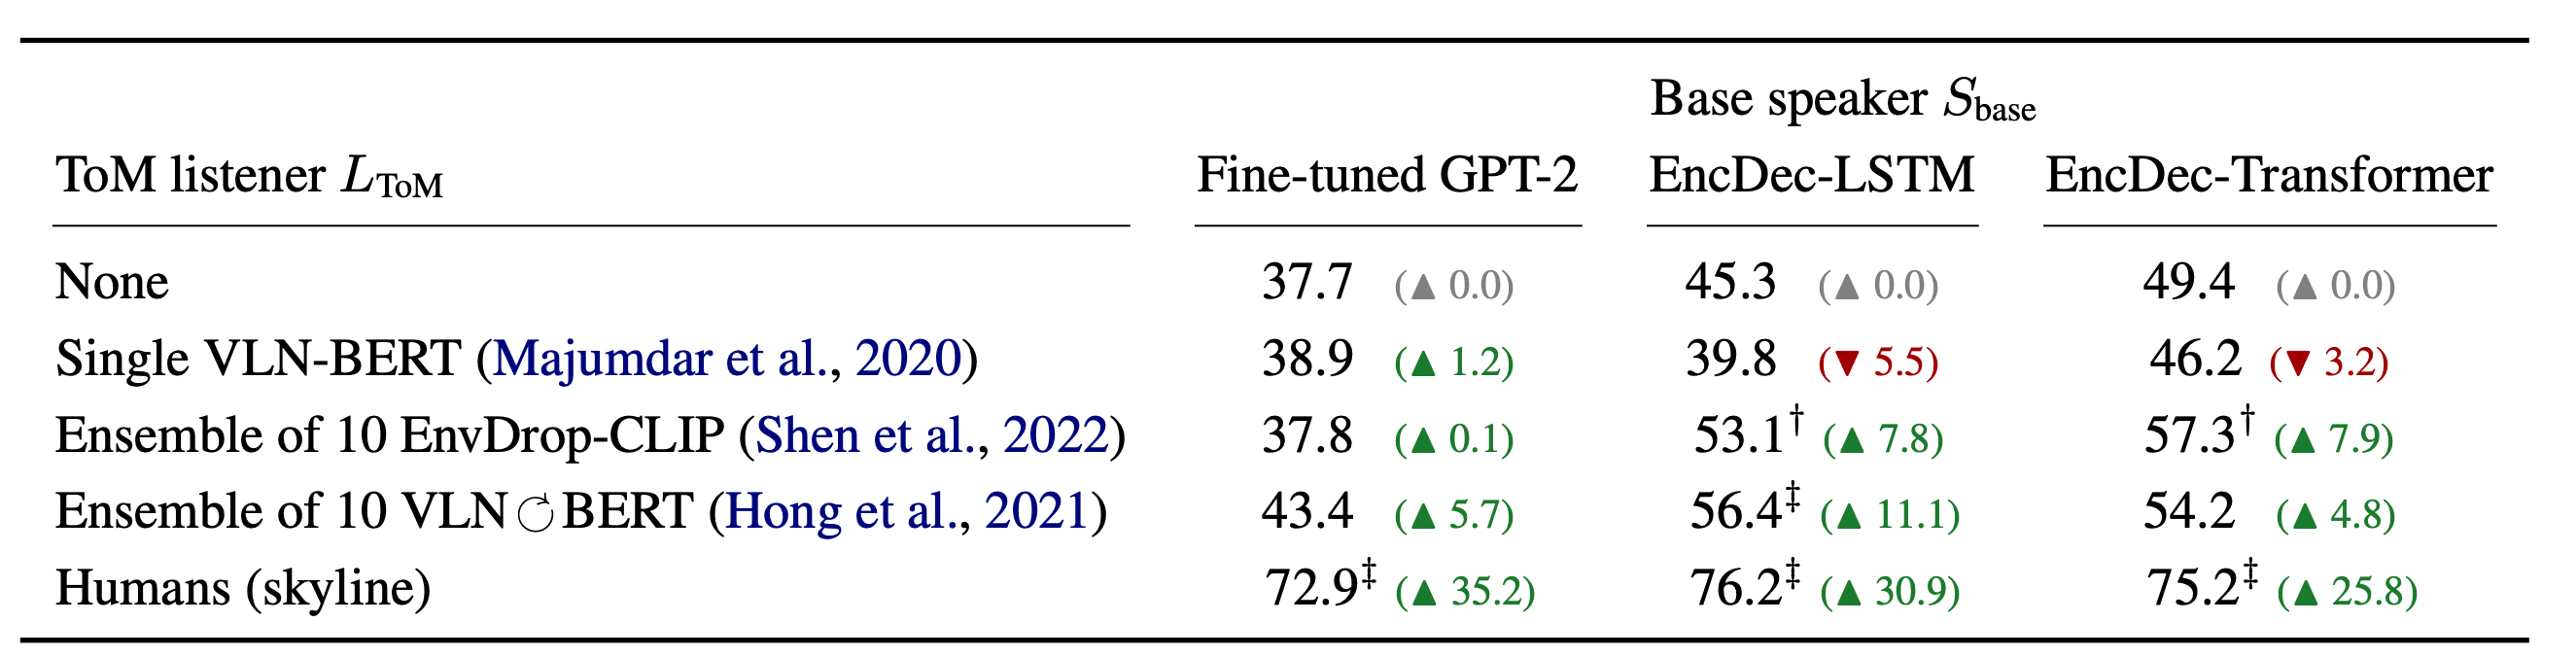 Base speaker Sbase
ToM listener LToM Fine-tuned GPT-2 EncDec-LSTM EncDec-Transformer
None 37.7 (▲ 0.0) 45.3 (▲ 0.0) 49.4 (▲ 0.0)
Single VLN-BERT (Majumdar et al., 2020) 38.9 (▲ 1.2) 39.8 (▼ 5.5) 46.2 (▼ 3.2)
Ensemble of 10 EnvDrop-CLIP (Shen et al., 2022) 37.8 (▲ 0.1) 53.1† (▲ 7.8) 57.3† (▲ 7.9)
Ensemble of 10 VLN↻BERT (Hong et al., 2021) 43.4 (▲ 5.7) 56.4‡ (▲ 11.1) 54.2 (▲ 4.8)
Humans (skyline) 72.9‡ (▲ 35.2) 76.2‡ (▲ 30.9) 75.2‡ (▲ 25.8)